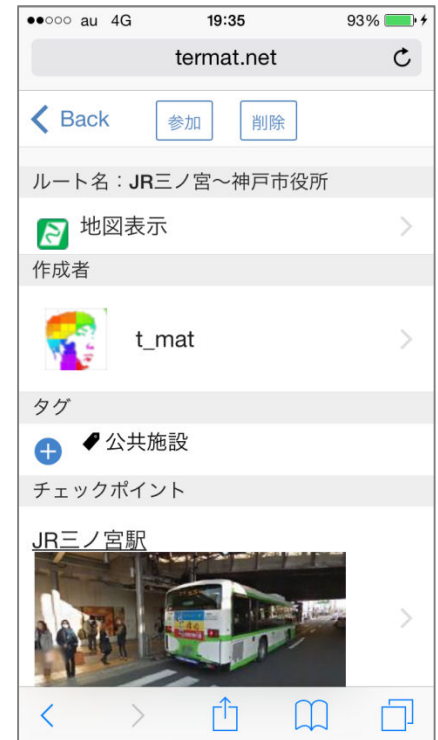 au 4G 19:35 93%
termat.net
Back 参加 削除
ルート名：JR三ノ宮～神戸市役所
地図表示
作成者
t_mat
タグ
公共施設
チェックポイント
JR三ノ宮駅